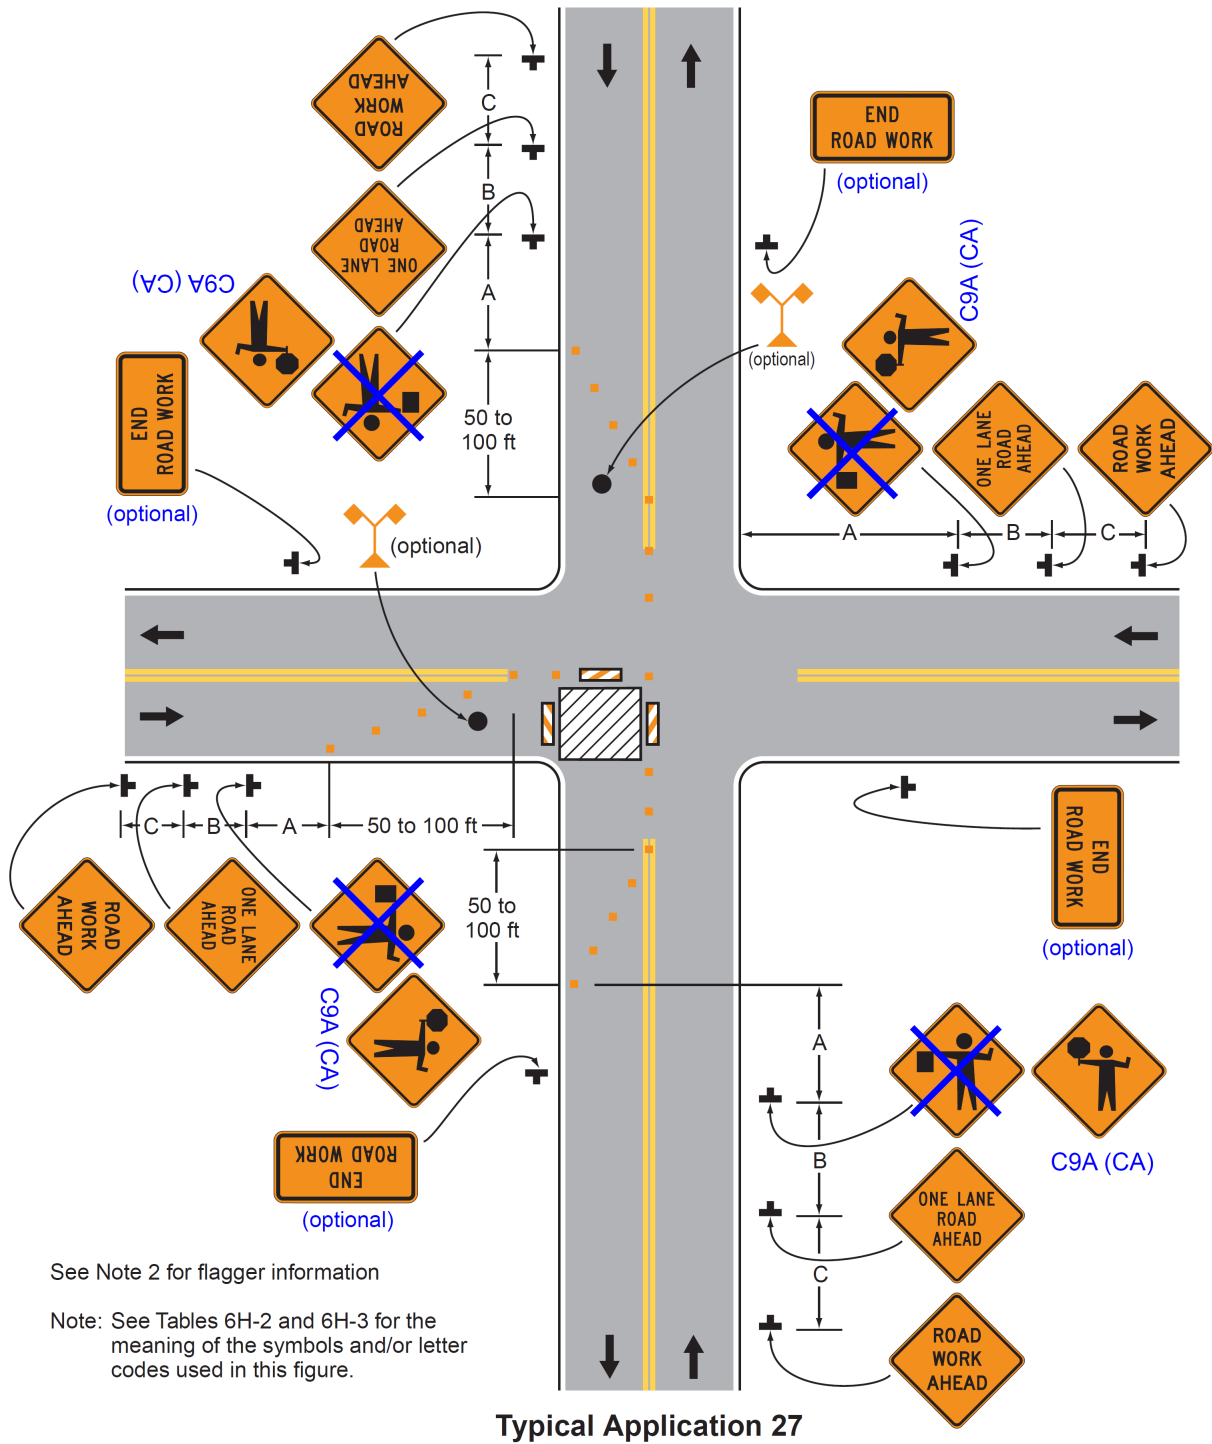 ROAD
WORK
AHEAD
C
ONE LANE
ROAD
AHEAD
B
A
C9A (CA)
END
ROAD WORK
(optional)
50 to
100 ft
(optional)
END
ROAD WORK
(optional)
(optional)
C9A (CA)
ONE LANE
ROAD
AHEAD
ROAD
WORK
AHEAD
A
B
C
C
B
A
50 to 100 ft
ROAD
WORK
AHEAD
ONE LANE
ROAD
AHEAD
C9A (CA)
50 to
100 ft
END
ROAD WORK
(optional)
END
ROAD WORK
(optional)
A
B
C
C9A (CA)
ONE LANE
ROAD
AHEAD
ROAD
WORK
AHEAD
See Note 2 for flagger information
Note: See Tables 6H-2 and 6H-3 for the
meaning of the symbols and/or letter
codes used in this figure.
Typical Application 27